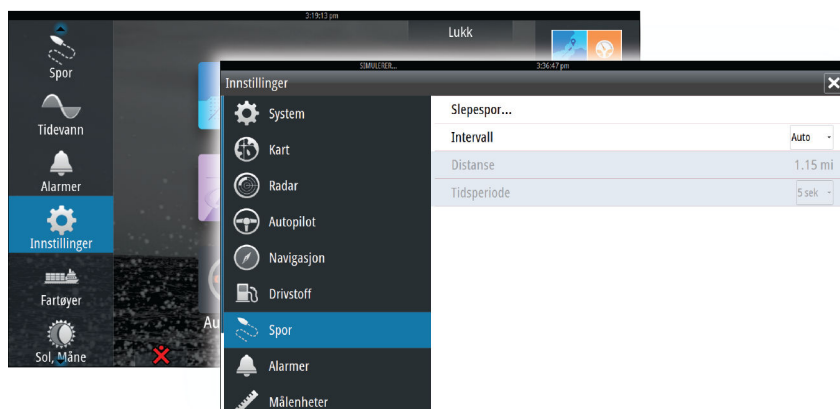 3:19:13 pm
Lukk
Spor
Tidevann
Alarmer
Innstillinger
Fartøyer
Sol, Måne
Au
SIMULERER...
3:36:47 pm
Innstillinger
System
Kart
Radar
Autopilot
Navigasjon
Drivstoff
Spor
Alarmer
Målenheter
Slepespor...
Intervall
Auto
Distanse
1.15 mi
Tidsperiode
5 sek